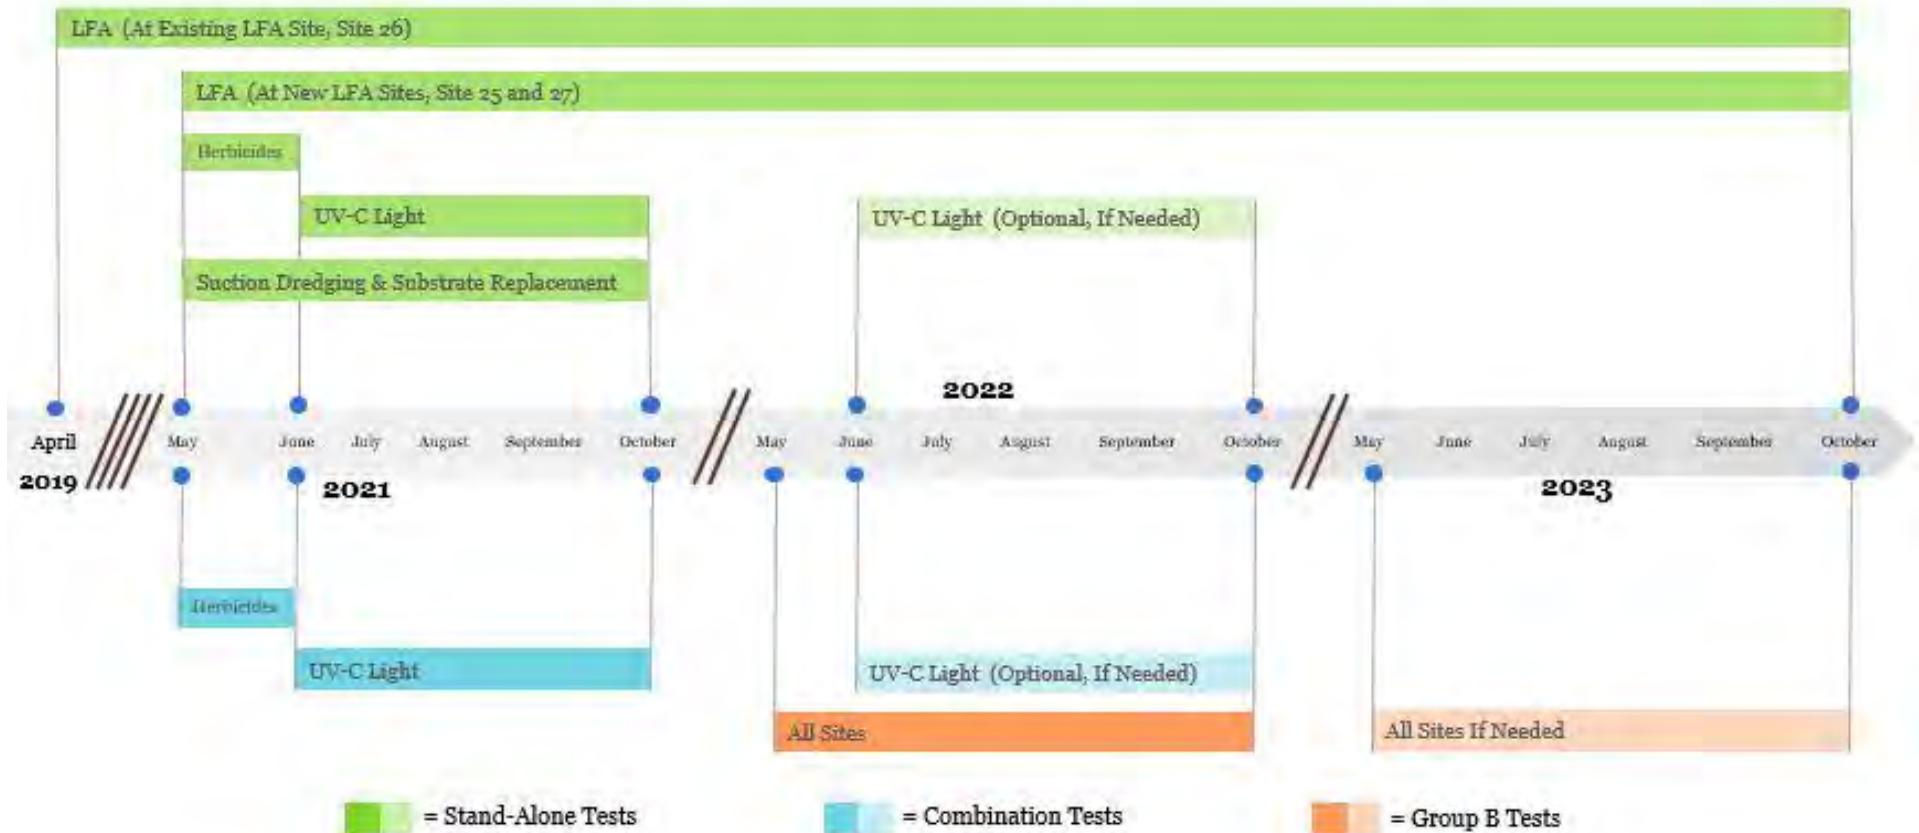 LFA (At Existing LFA Site, Site 26)
LFA (At New LFA Sites, Site 25 and 27)
Herbicides
UV-C Light
UV-C Light (Optional, If Needed)
Suction Dredging & Substrate Replacement
2022
April
May
June
July
August
September
October
May
June
July
August
September
October
May
June
July
August
September
October
2019
2021
2023
Herbicides
UV-C Light
UV-C Light (Optional, If Needed)
All Sites
All Sites If Needed
= Stand-Alone Tests
= Combination Tests
= Group B Tests